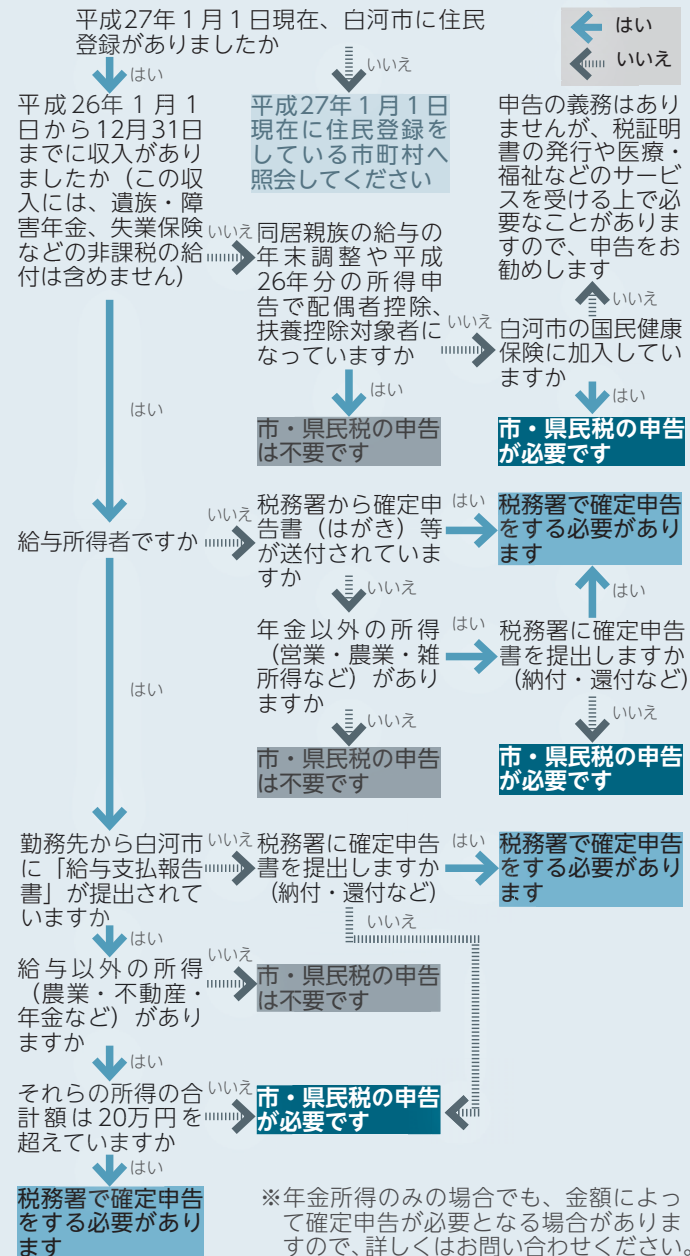 平成27年1月1日現在、白河市に住民
登録がありましたか
はい
いいえ
はい
いいえ
平成26年1月1
日から12月31日
までに収入があり
ましたか（この収
入には、遺族・障
害年金、失業保険
などの非課税の給
付は含めません）
平成27年1月1日
現在に住民登録を
している市町村へ
照会してください
申告の義務はあり
ませんが、税証明
書の発行や医療・
福祉などのサービ
スを受ける上で必
要なことがありま
すので、申告をお
勧めします
いいえ
同居親族の給与の
年末調整や平成
26年分の所得申
告で配偶者控除、
扶養控除対象者に
なっていますか
いいえ
いいえ
白河市の国民健康
保険に加入してい
ますか
はい
はい
はい
市・県民税の申告
は不要です
市・県民税の申告
が必要です
給与所得者ですか
いいえ
税務署から確定申
告書（はがき）等
が送付されていま
すか
はい
税務署で確定申告
をする必要があり
ます
いいえ
はい
年金以外の所得
（営業・農業・雑
所得など）があり
ますか
はい
税務署に確定申告
書を提出しますか
（納付・還付など）
はい
いいえ
いいえ
市・県民税の申告
は不要です
市・県民税の申告
が必要です
勤務先から白河市
に「給与支払報告
書」が提出されて
いますか
いいえ
税務署に確定申告
書を提出しますか
（納付・還付など）
はい
税務署で確定申告
をする必要があり
ます
いいえ
はい
給与以外の所得
（農業・不動産・
年金など）があり
ますか
いいえ
市・県民税の申告
は不要です
はい
それらの所得の合
計額は20万円を
超えていますか
いいえ
市・県民税の申告
が必要です
はい
税務署で確定申告
をする必要があり
ます
※年金所得のみの場合でも、金額によっ
て確定申告が必要となる場合がありま
すので、詳しくはお問い合わせください。